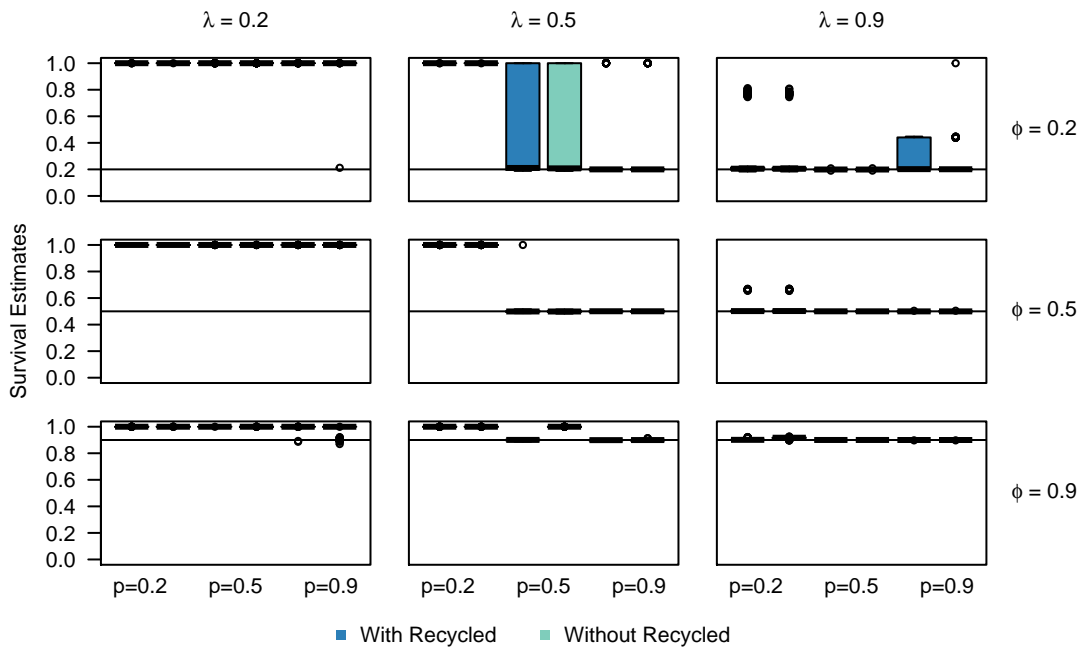 λ = 0.2 λ = 0.5 λ = 0.9
1.0
0.8
0.6
0.4
0.2
0.0
ϕ = 0.2
Survival Estimates
1.0
0.8
0.6
0.4
0.2
0.0
ϕ = 0.5
1.0
0.8
0.6
0.4
0.2
0.0
ϕ = 0.9
p=0.2 p=0.5 p=0.9 p=0.2 p=0.5 p=0.9 p=0.2 p=0.5 p=0.9
With Recycled Without Recycled